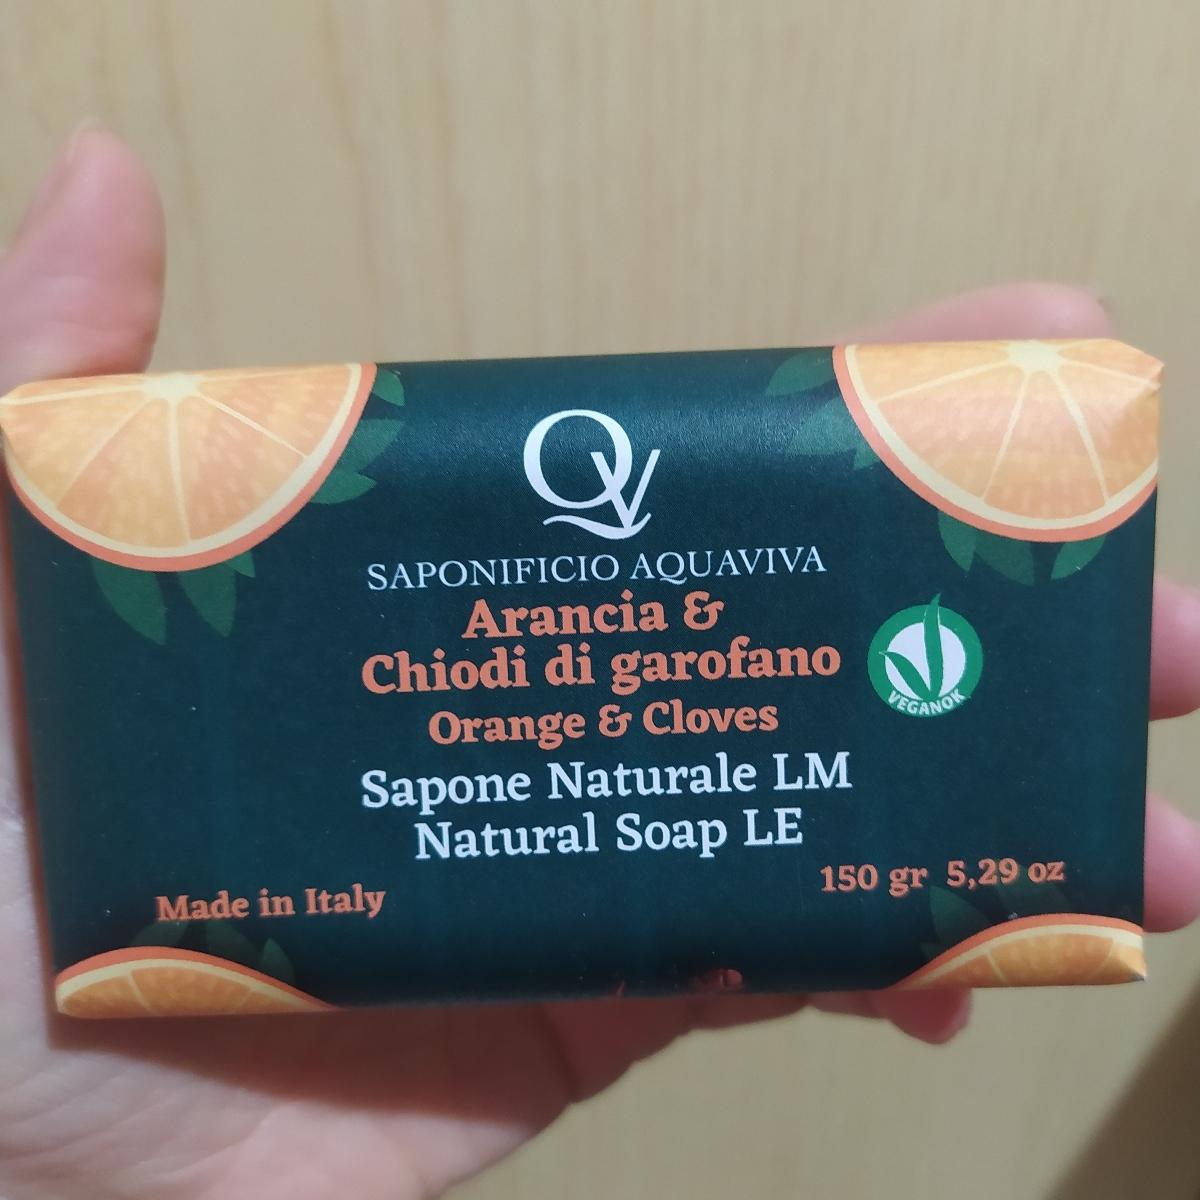 QV
SAPONIFICIO AQUAVIVA
Arancia &
Chiodi di garofano
Orange & Cloves
VEGANOK
Sapone Naturale LM
Natural Soap LE
150 gr 5,29 oz
Made in Italy